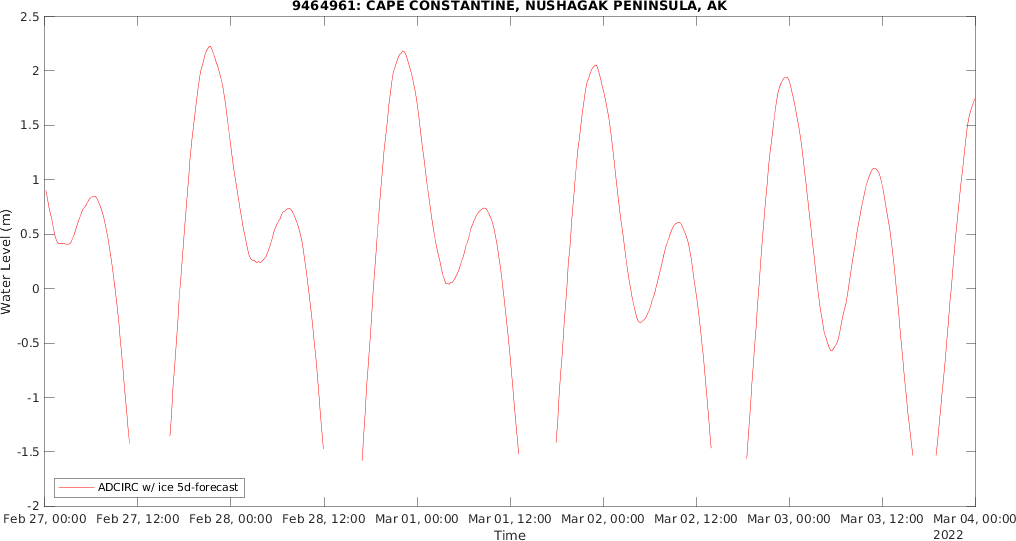 9464961: CAPE CONSTANTINE, NUSHAGAK PENINSULA, AK
2.5
2
1.5
1
0.5
0
-0.5
-1
-1.5
-2
Water Level (m)
ADCIRC w/ ice 5d-forecast
Feb 27, 00:00 Feb 27, 12:00 Feb 28, 00:00 Feb 28, 12:00 Mar 01, 00:00 Mar 01, 12:00 Mar 02, 00:00 Mar 02, 12:00 Mar 03, 00:00 Mar 03, 12:00 Mar 04, 00:00
Time
2022